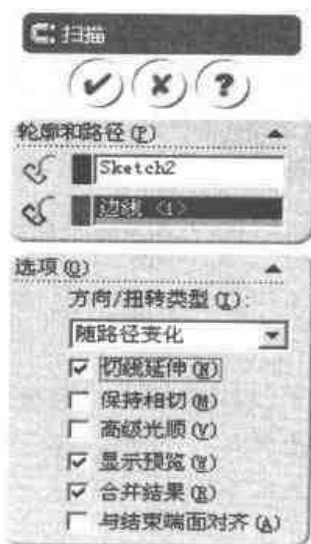 扫描
?
轮廓和路径(P)
Sketch2
边线 <1>
选项(O)
方向/扭转类型(T):
随路径变化
切线延伸(N)
保持相切(M)
高级光顺(V)
显示预览(W)
合并结果(R)
与结束端面对齐(A)